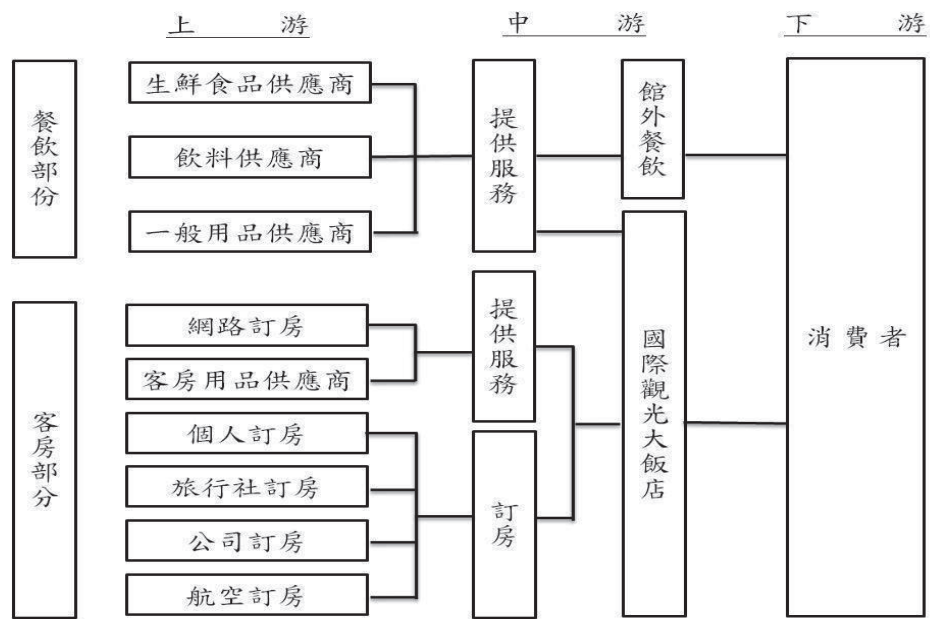 上游
中游
下游
餐飲部份
生鮮食品供應商
飲料供應商
一般用品供應商
提供服務
館外餐飲
客房部分
網路訂房
客房用品供應商
個人訂房
旅行社訂房
公司訂房
航空訂房
提供服務
訂房
國際觀光大飯店
消費者